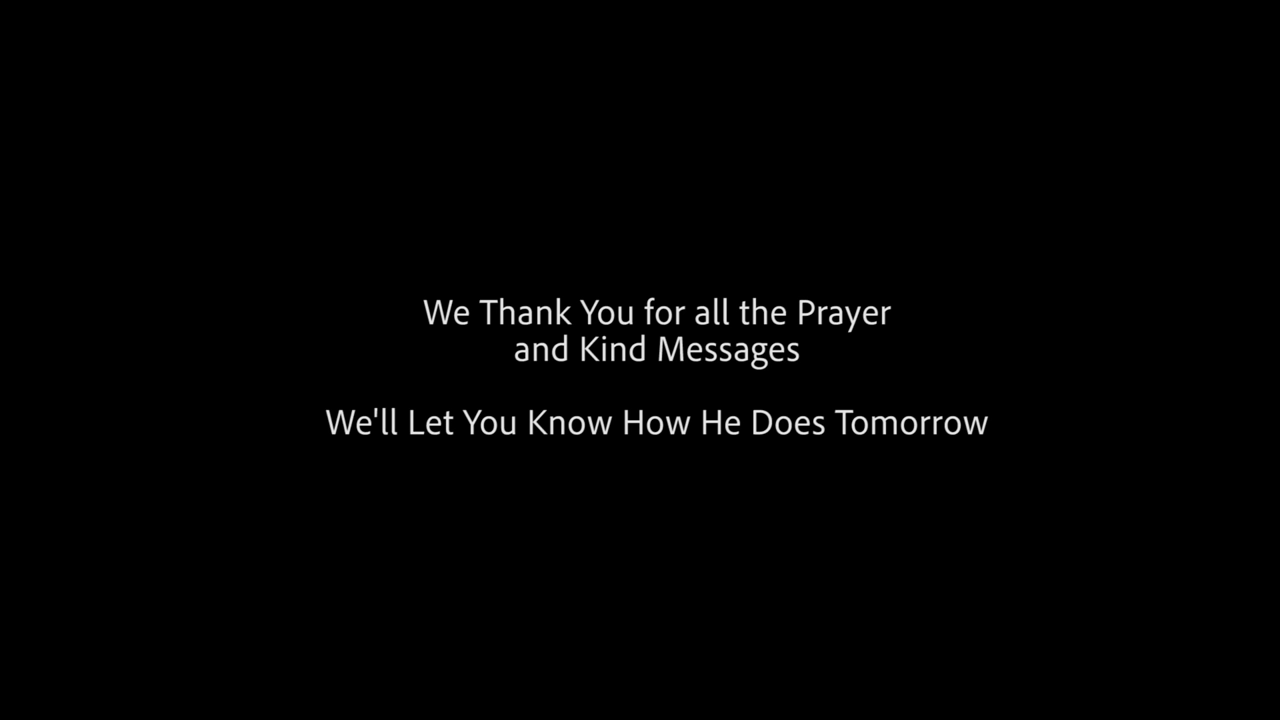 We Thank You for all the Prayer
and Kind Messages
We'll Let You Know How He Does Tomorrow